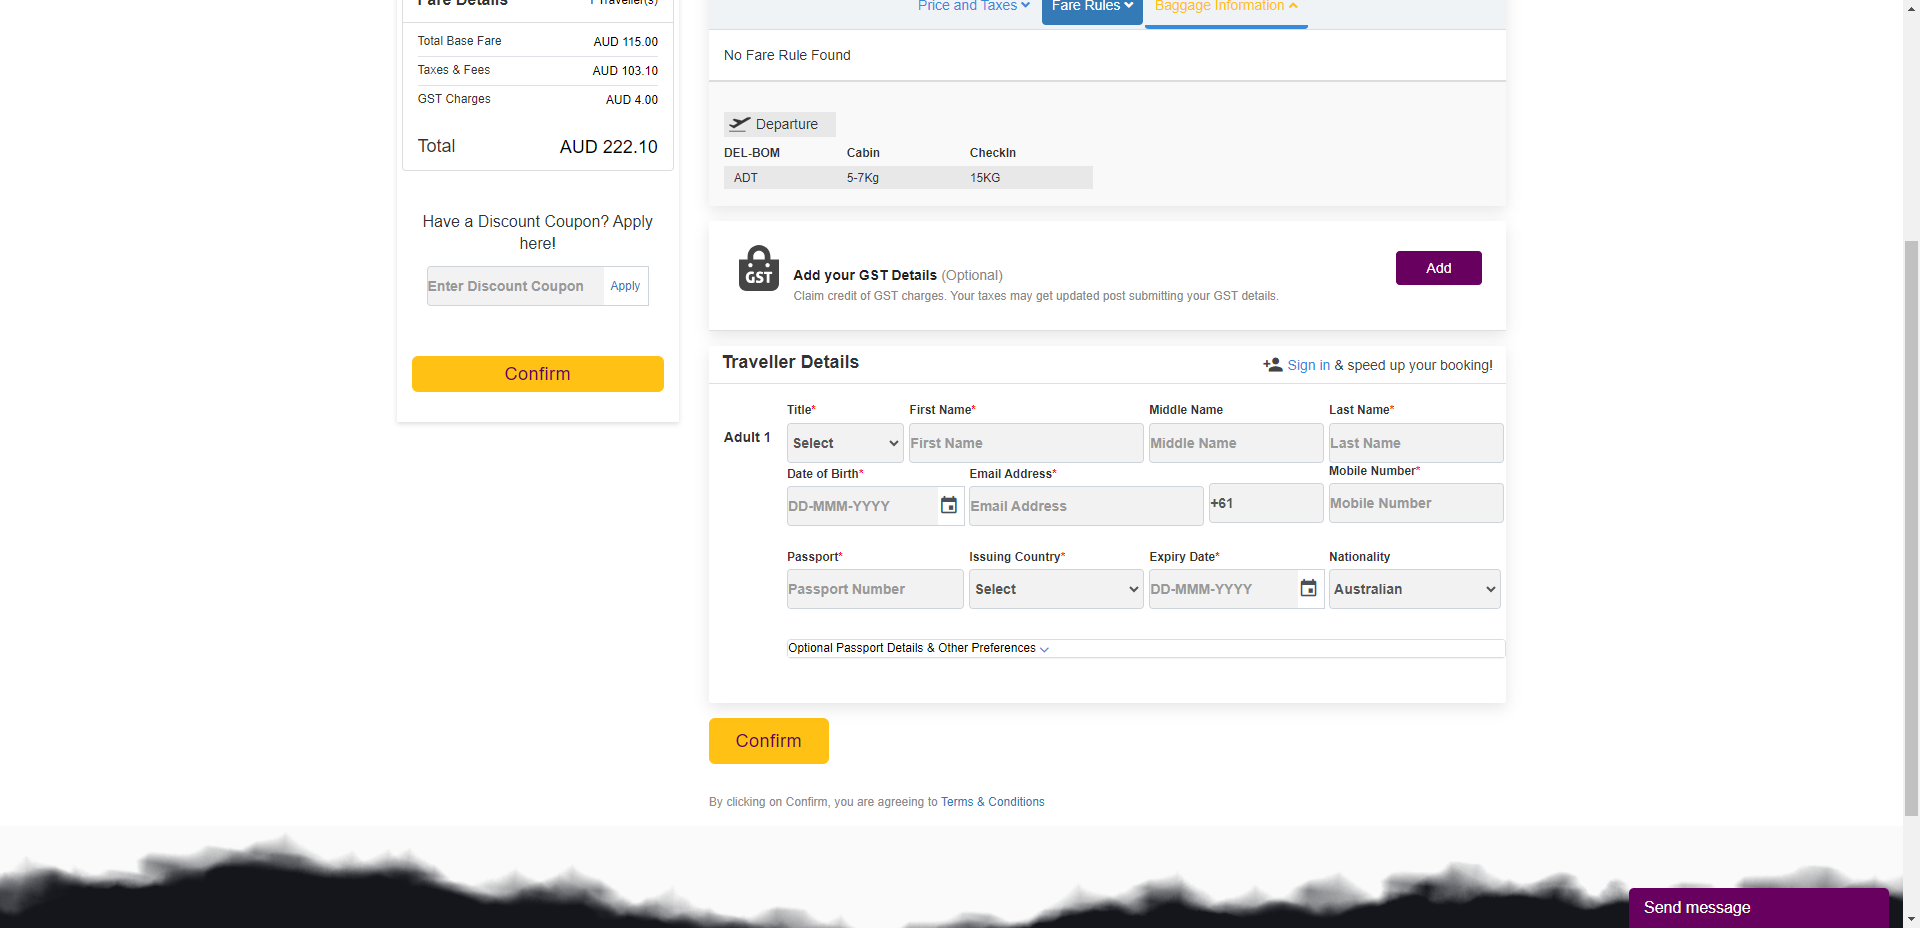 Fare Details 1 Traveller(s)
Total Base Fare AUD 115.00
Taxes & Fees AUD 103.10
GST Charges AUD 4.00
Total AUD 222.10
Have a Discount Coupon? Apply
here!
Enter Discount Coupon Apply
Confirm
Price and Taxes Fare Rules Baggage Information
No Fare Rule Found
Departure
DEL-BOM Cabin CheckIn
ADT 5-7Kg 15KG
GST
Add your GST Details (Optional)
Claim credit of GST charges. Your taxes may get updated post submitting your GST details.
Add
Traveller Details Sign in & speed up your booking!
Title* First Name* Middle Name Last Name*
Adult 1 Select First Name Middle Name Last Name
Date of Birth* Email Address* Mobile Number*
DD-MMM-YYYY Email Address +61 Mobile Number
Passport* Issuing Country* Expiry Date* Nationality
Passport Number Select DD-MMM-YYYY Australian
Optional Passport Details & Other Preferences
Confirm
By clicking on Confirm, you are agreeing to Terms & Conditions
Send message